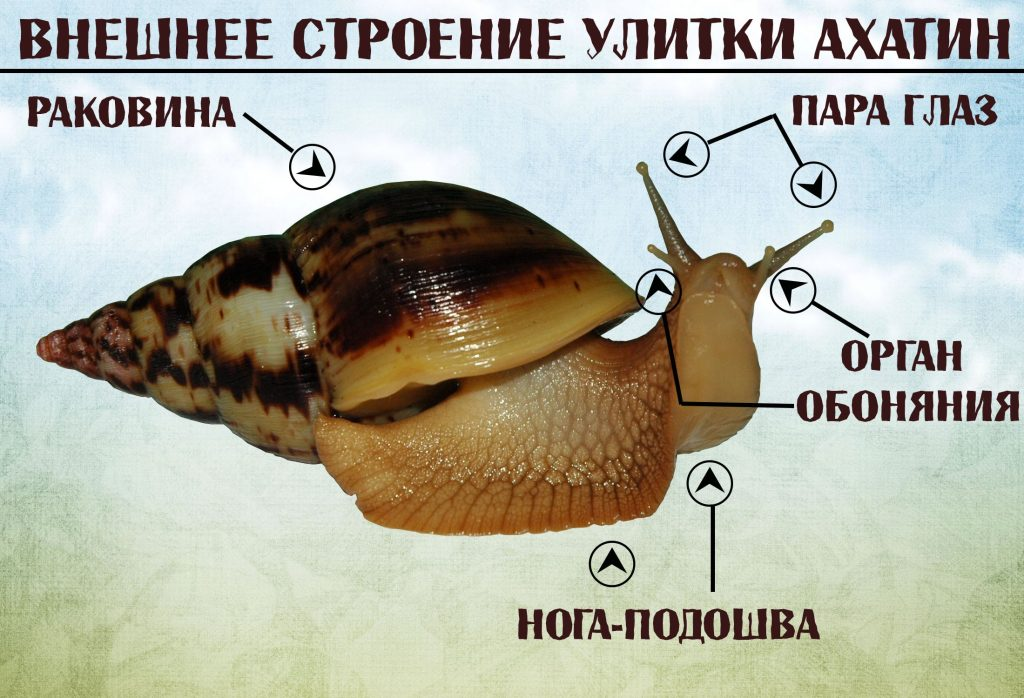 ВНЕШНЕЕ СТРОЕНИЕ УЛИТКИ АХАТИН
РАКОВИНА
ПАРА ГЛАЗ
ОРГАН
ОБОНЯНИЯ
НОГА-ПОДОШВА